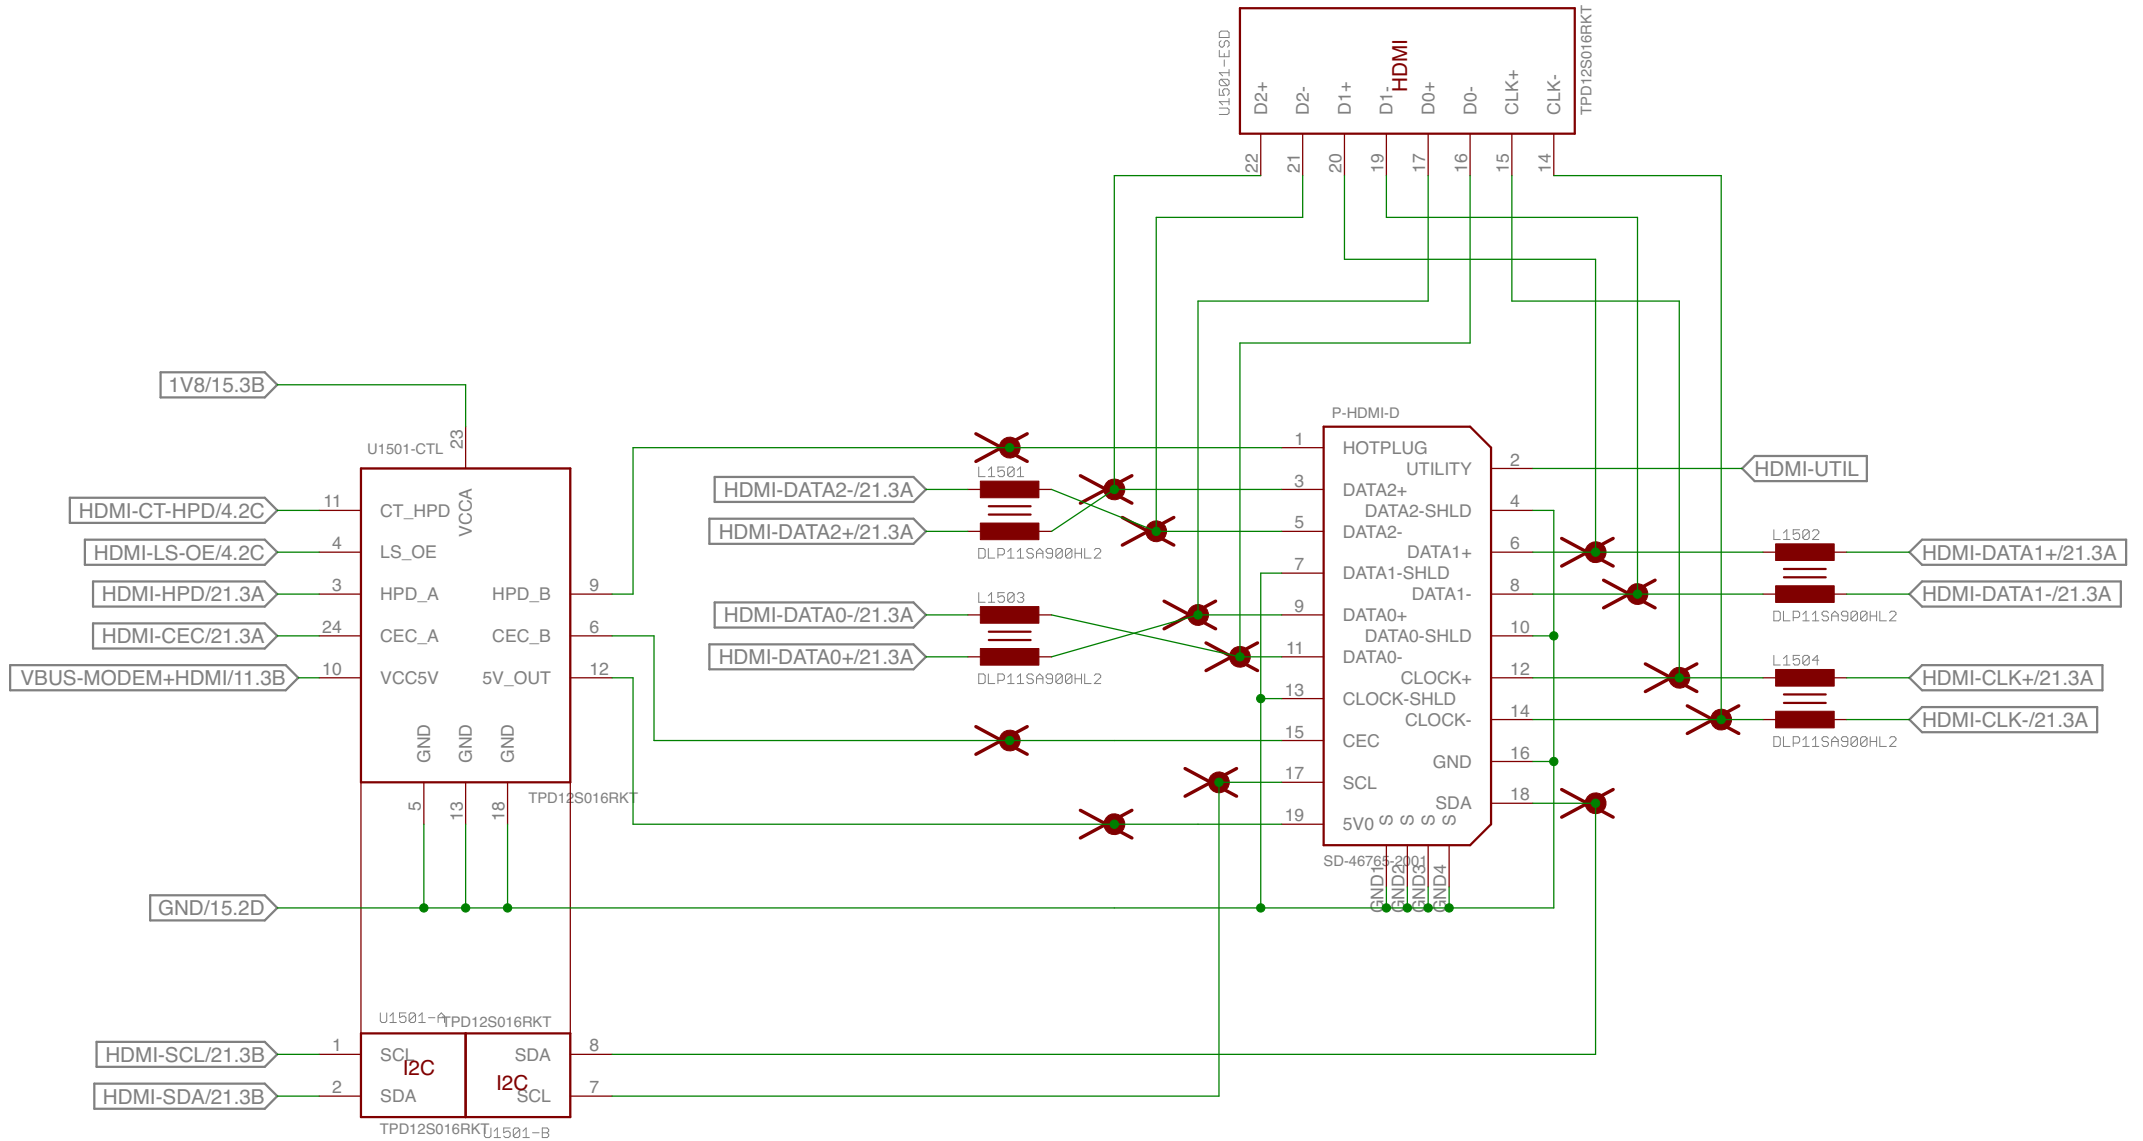 U1501-ESD
HDMI
TPD12S016RKT
D2+
D2-
D1+
D1-
D0+
D0-
CLK+
CLK-
22
21
20
19
17
16
15
14
1V8/15.3B
U1501-CTL
23
VCCA
HDMI-CT-HPD/4.2C
11
CT_HPD
HDMI-LS-OE/4.2C
4
LS_OE
HDMI-HPD/21.3A
3
HPD_A
HPD_B
9
HDMI-CEC/21.3A
24
CEC_A
CEC_B
6
VBUS-MODEM+HDMI/11.3B
10
VCC5V
5V_OUT
12
GND
GND
GND
5
13
18
TPD12S016RKT
GND/15.2D
U1501-A
TPD12S016RKT
HDMI-SCL/21.3B
1
SCL
I2C
SDA
8
HDMI-SDA/21.3B
2
SDA
I2C
SCL
7
TPD12S016RKT
U1501-B
L1501
HDMI-DATA2-/21.3A
HDMI-DATA2+/21.3A
DLP11SA900HL2
L1503
HDMI-DATA0-/21.3A
HDMI-DATA0+/21.3A
DLP11SA900HL2
P-HDMI-D
1
HOTPLUG
UTILITY
2
HDMI-UTIL
3
DATA2+
DATA2-SHLD
4
5
DATA2-
DATA1+
6
7
DATA1-SHLD
DATA1-
8
9
DATA0+
DATA0-SHLD
10
11
DATA0-
CLOCK+
12
13
CLOCK-SHLD
CLOCK-
14
15
CEC
GND
16
17
SCL
SDA
18
19
5V0
S
S
S
S
SD-46765-2001
GND1
GND2
GND3
GND4
L1502
HDMI-DATA1+/21.3A
HDMI-DATA1-/21.3A
DLP11SA900HL2
L1504
HDMI-CLK+/21.3A
HDMI-CLK-/21.3A
DLP11SA900HL2